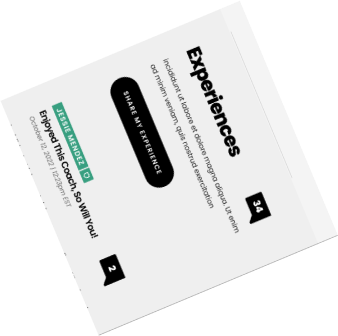 Experiences
34
incididunt ut labore et dolore magna aliqua. Ut enim
ad minim veniam, quis nostrud exercitation
SHARE MY EXPERIENCE
JESSIE MENDEZ
Enjoyed This Coach, So Will You!
2
October 12, 2022 | 12:39pm EST